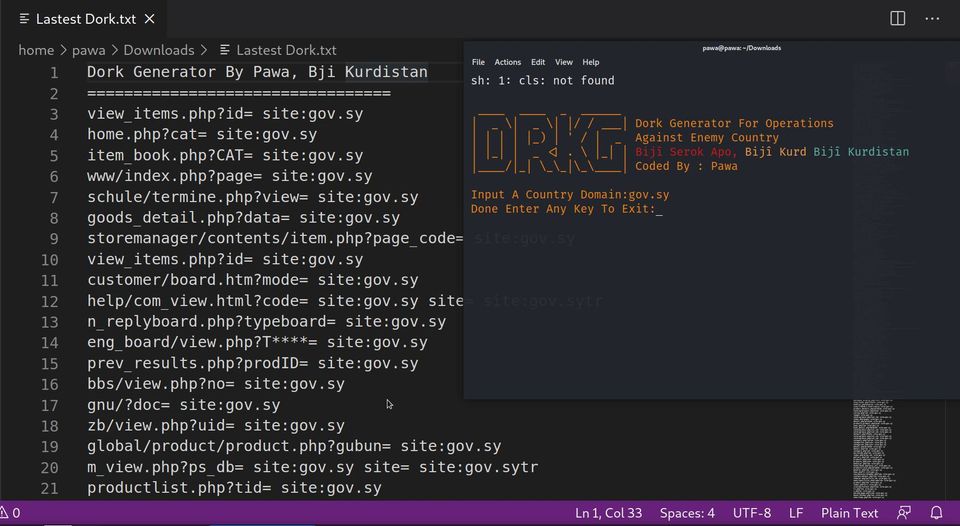 Lastest Dork.txt
home > pawa > Downloads > Lastest Dork.txt
1 Dork Generator By Pawa, Bji Kurdistan
2 =================================
3 view_items.php?id= site:gov.sy
4 home.php?cat= site:gov.sy
5 item_book.php?CAT= site:gov.sy
6 www/index.php?page= site:gov.sy
7 schule/termine.php?view= site:gov.sy
8 goods_detail.php?data= site:gov.sy
9 storemanager/contents/item.php?page_code= site:gov.sy
10 view_items.php?id= site:gov.sy
11 customer/board.htm?mode= site:gov.sy
12 help/com_view.html?code= site:gov.sy site= site:gov.sytr
13 n_replyboard.php?typeboard= site:gov.sy
14 eng_board/view.php?T****= site:gov.sy
15 prev_results.php?prodID= site:gov.sy
16 bbs/view.php?no= site:gov.sy
17 gnu/?doc= site:gov.sy
18 zb/view.php?uid= site:gov.sy
19 global/product/product.php?gubun= site:gov.sy
20 m_view.php?ps_db= site:gov.sy site= site:gov.sytr
21 productlist.php?tid= site:gov.sy
pawa@pawa:~/Downloads
File Actions Edit View Help
sh: 1: cls: not found
DRKG
Dork Generator For Operations
Against Enemy Country
Bijî Serok Apo, Bijî Kurd Bijî Kurdistan
Coded By : Pawa
Input A Country Domain:gov.sy
Done Enter Any Key To Exit:_
0
Ln 1, Col 33 Spaces: 4 UTF-8 LF Plain Text